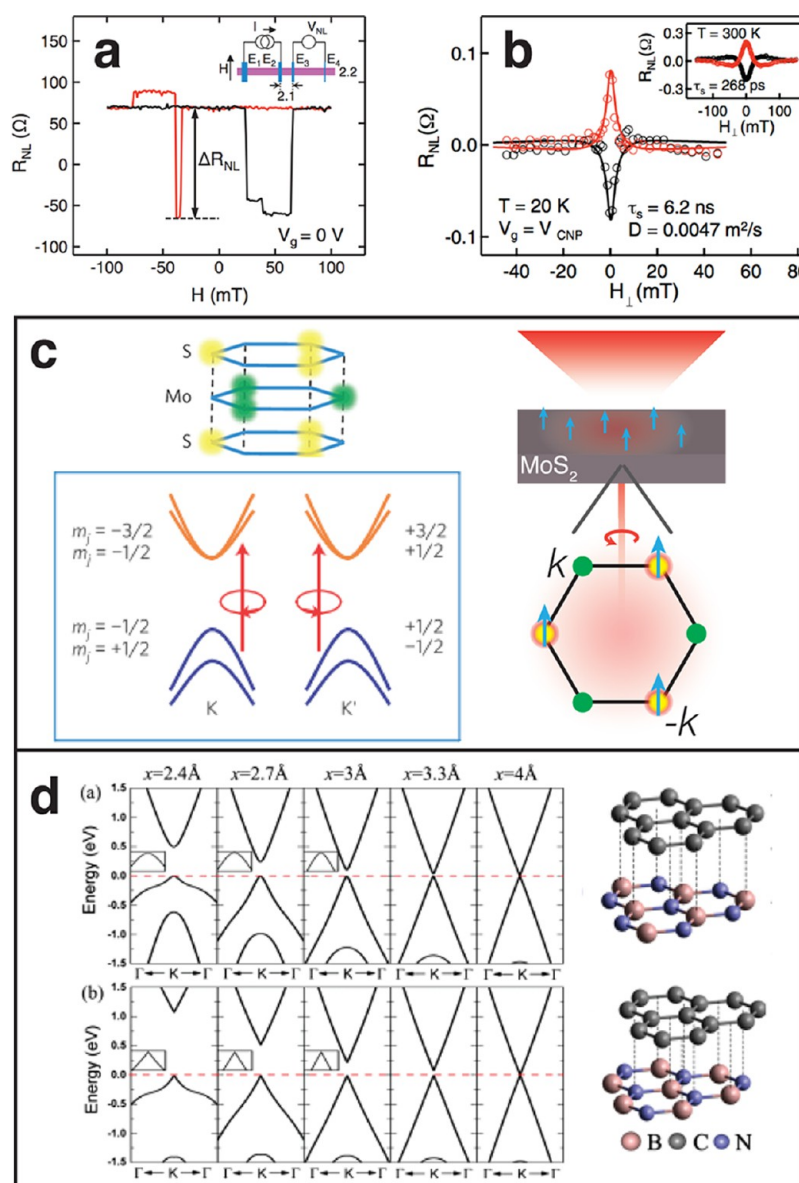 a
I
V_NL
H
E1 E2
E3
E4
2.2
2.1
150
100
50
0
50
100
150
R_NL (Ω)
ΔR_NL
V_g = 0 V
-100
-50
0
50
100
H (mT)
b
0.1
0.0
-0.1
R_NL(Ω)
T = 20 K
V_g = V_CNP
τ_s = 6.2 ns
D = 0.0047 m²/s
-40
-20
0
20
40
60
80
H⊥(mT)
0.3
0.0
-0.3
R_NL(Ω)
T = 300 K
τ_s = 268 ps
-100
0
100
H⊥ (mT)
c
S
Mo
S
m_j = −3/2
m_j = −1/2
+3/2
+1/2
m_j = −1/2
m_j = +1/2
+1/2
−1/2
K
K'
MoS2
k
-k
d
x=2.4Å
x=2.7Å
x=3Å
x=3.3Å
x=4Å
(a)
Energy (eV)
1.5
1.0
0.5
0.0
-0.5
-1.0
-1.5
Γ ← K → Γ
Γ ← K → Γ
Γ ← K → Γ
Γ ← K → Γ
Γ ← K → Γ
(b)
Energy (eV)
1.5
1.0
0.5
0.0
-0.5
-1.0
-1.5
Γ ← K → Γ
Γ ← K → Γ
Γ ← K → Γ
Γ ← K → Γ
Γ ← K → Γ
B
C
N